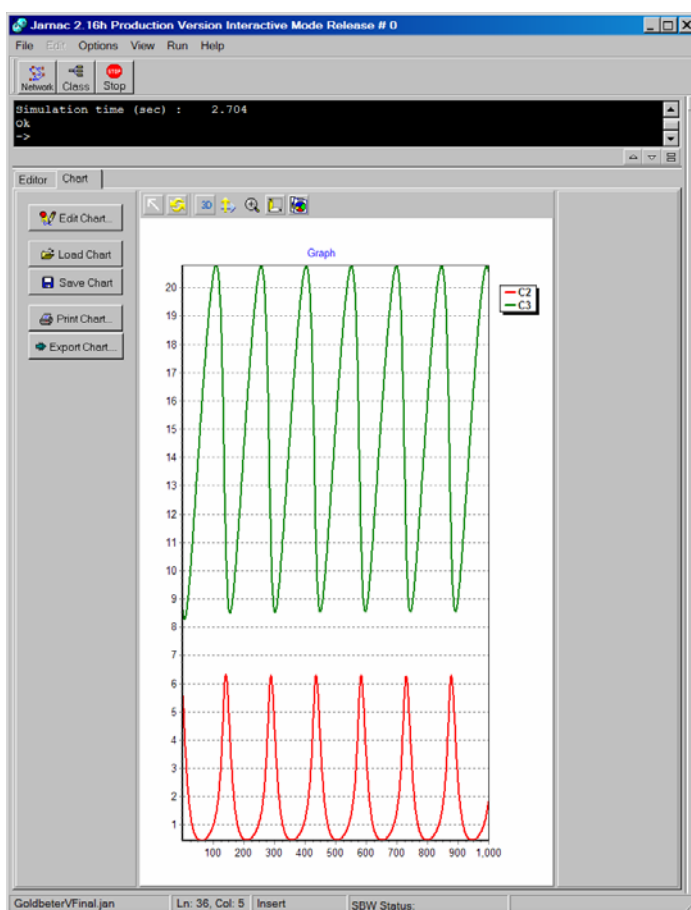 Jarnac 2.16h Production Version Interactive Mode Release # 0
File Edit Options View Run Help
STOP
Network Class Stop
Simulation time (sec) : 2.704
Ok
->
Editor Chart
Edit Chart...
3D
Load Chart
Save Chart
Print Chart...
Export Chart...
Graph
C2
C3
20
19
18
17
16
15
14
13
12
11
10
9
8
7
6
5
4
3
2
1
100 200 300 400 500 600 700 800 900 1,000
GoldbeterVFinal.jan Ln: 36, Col: 5 Insert SBW Status: